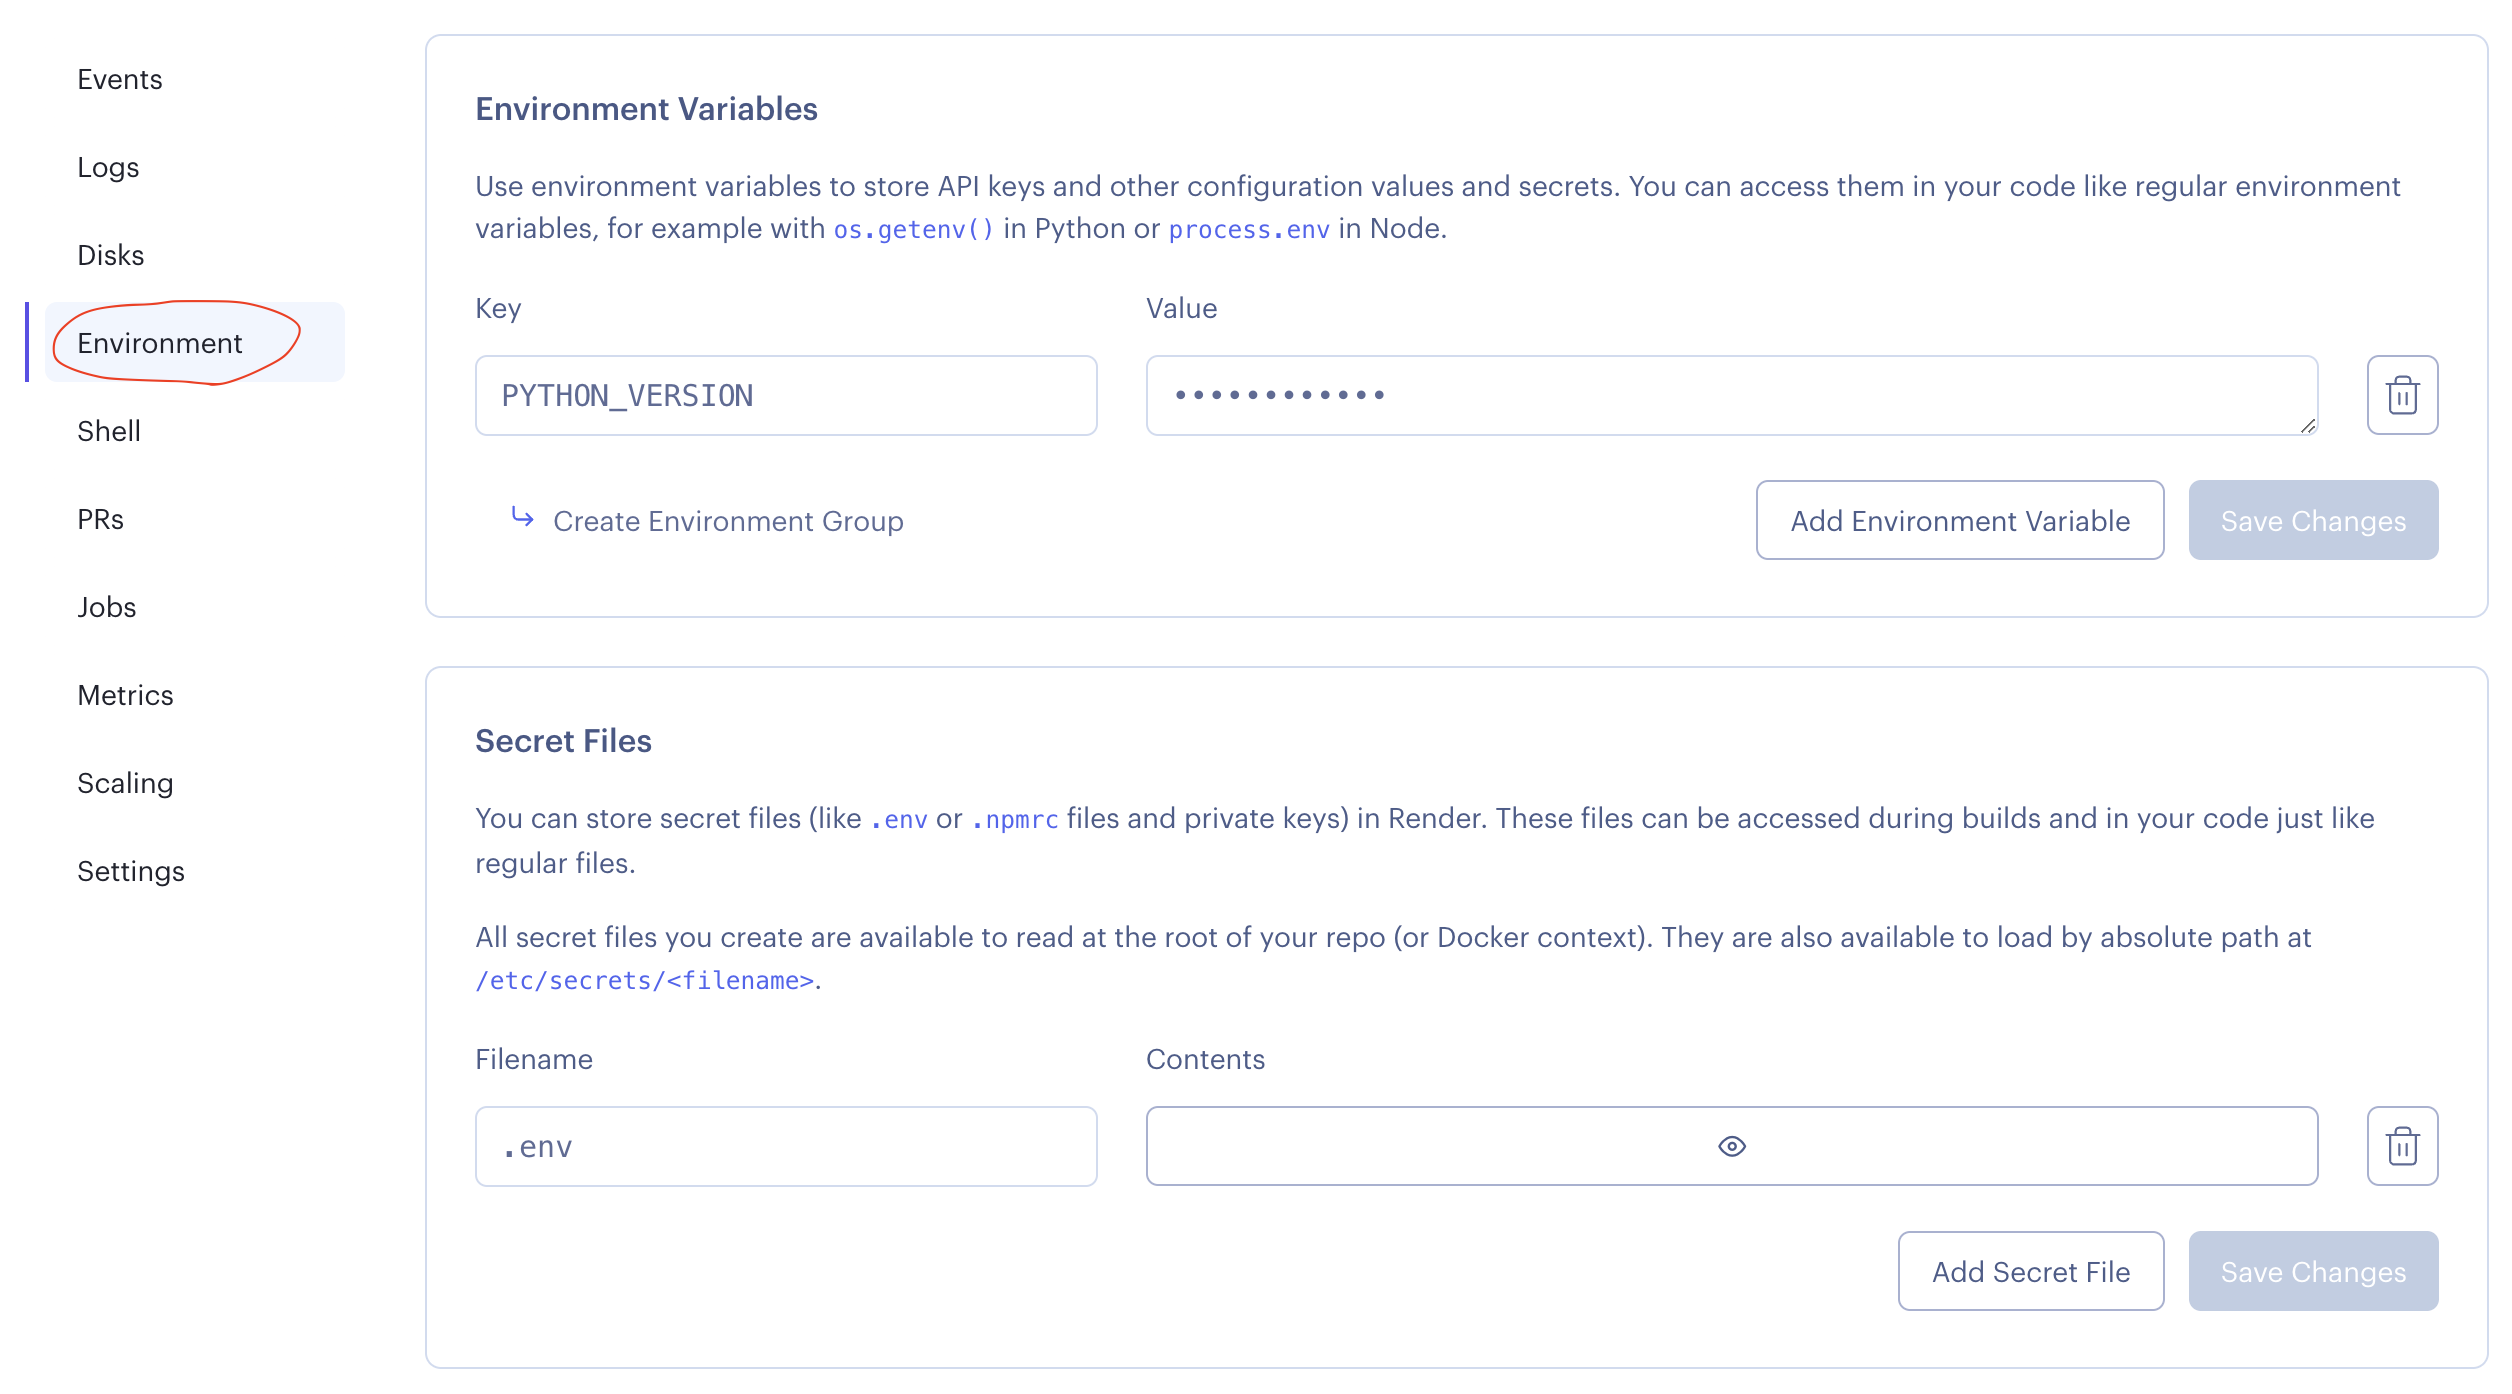 Events
Logs
Disks
Environment
Shell
PRs
Jobs
Metrics
Scaling
Settings
Environment Variables
Use environment variables to store API keys and other configuration values and secrets. You can access them in your code like regular environment
variables, for example with os.getenv() in Python or process.env in Node.
Key Value
PYTHON_VERSION ••••••••••••
Create Environment Group Add Environment Variable Save Changes
Secret Files
You can store secret files (like .env or .npmrc files and private keys) in Render. These files can be accessed during builds and in your code just like
regular files.
All secret files you create are available to read at the root of your repo (or Docker context). They are also available to load by absolute path at
/etc/secrets/<filename>.
Filename Contents
.env
Add Secret File Save Changes